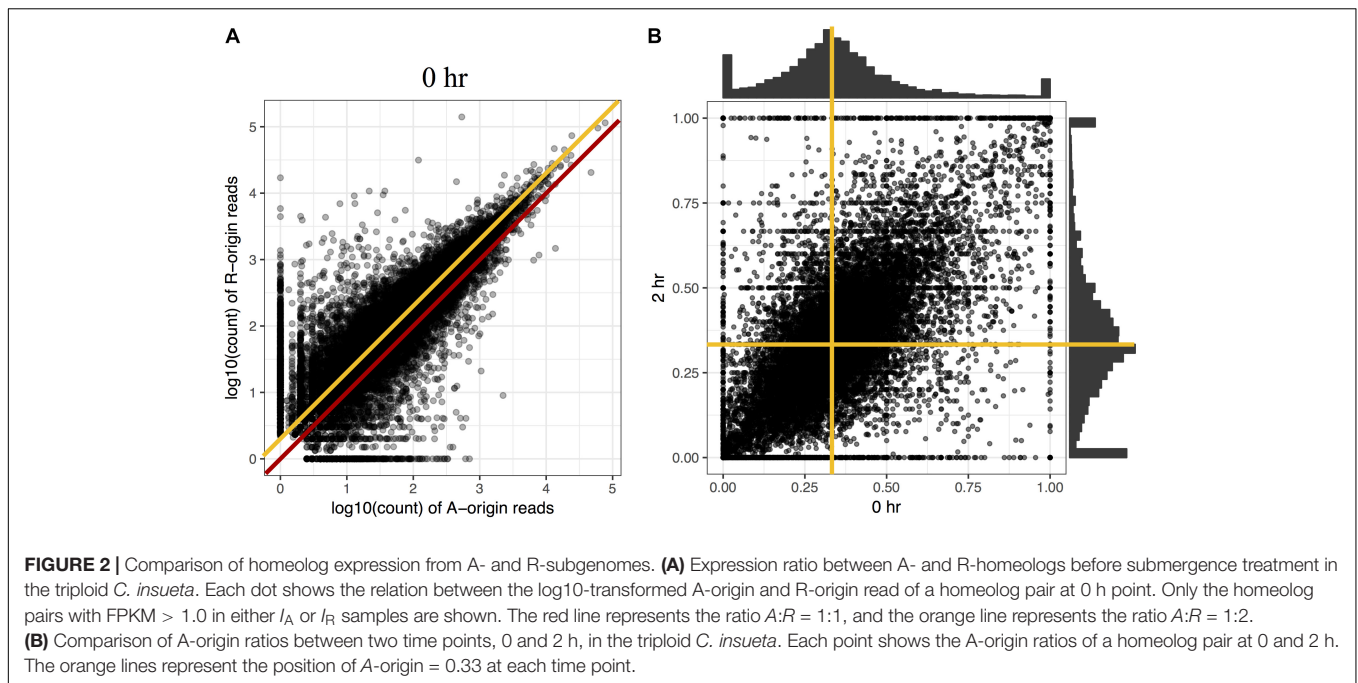 A
B
0 hr
5
4
3
2
1
0
log10(count) of R−origin reads
0 1 2 3 4 5
log10(count) of A−origin reads
1.00
0.75
0.50
0.25
0.00
2 hr
0.00 0.25 0.50 0.75 1.00
0 hr
FIGURE 2 | Comparison of homeolog expression from A- and R-subgenomes. (A) Expression ratio between A- and R-homeologs before submergence treatment in
the triploid C. insueta. Each dot shows the relation between the log10-transformed A-origin and R-origin read of a homeolog pair at 0 h point. Only the homeolog
pairs with FPKM > 1.0 in either IA or IR samples are shown. The red line represents the ratio A:R = 1:1, and the orange line represents the ratio A:R = 1:2.
(B) Comparison of A-origin ratios between two time points, 0 and 2 h, in the triploid C. insueta. Each point shows the A-origin ratios of a homeolog pair at 0 and 2 h.
The orange lines represent the position of A-origin = 0.33 at each time point.